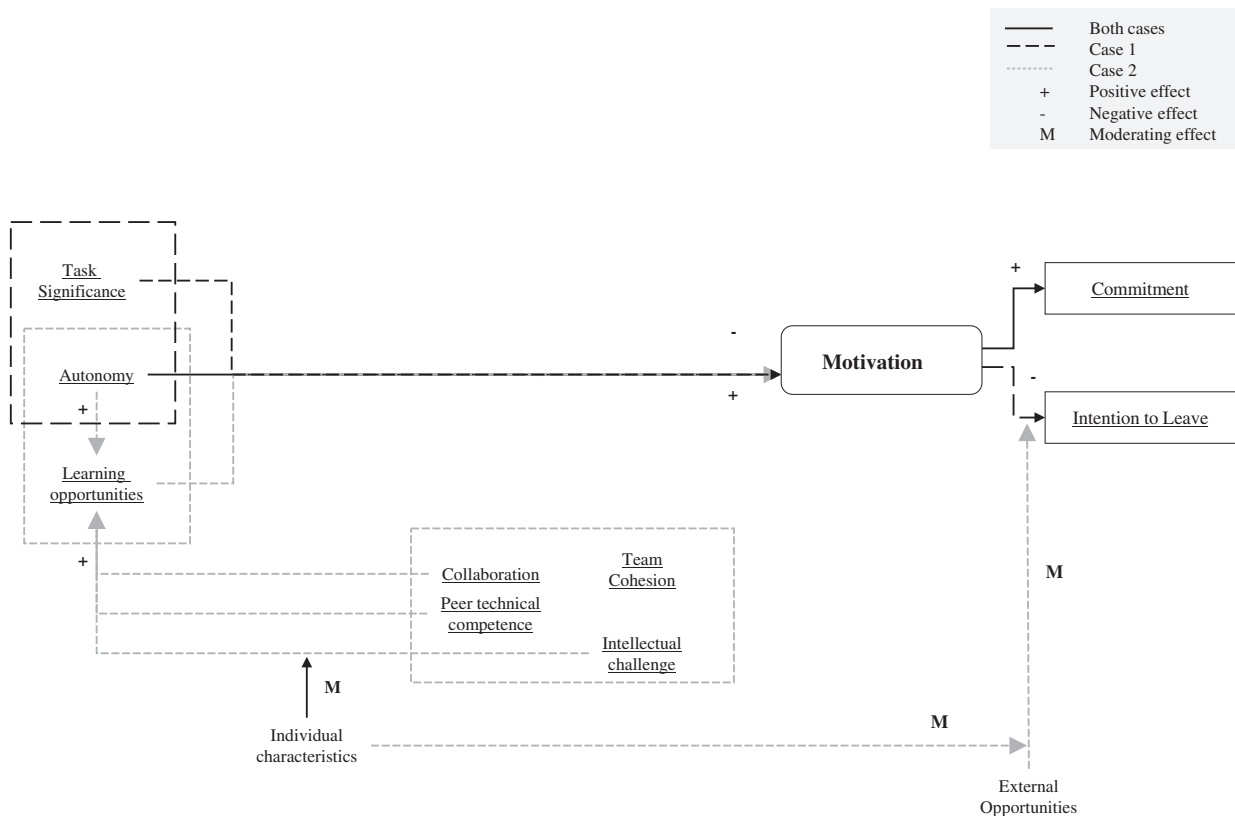 Both cases
Case 1
Case 2
+ Positive effect
- Negative effect
M Moderating effect
Task
Significance
Autonomy
+
Learning
opportunities
+
-
+
Motivation
+
Commitment
-
Intention to Leave
Collaboration
Team
Cohesion
Peer technical
competence
Intellectual
challenge
M
M
Individual
characteristics
M
External
Opportunities